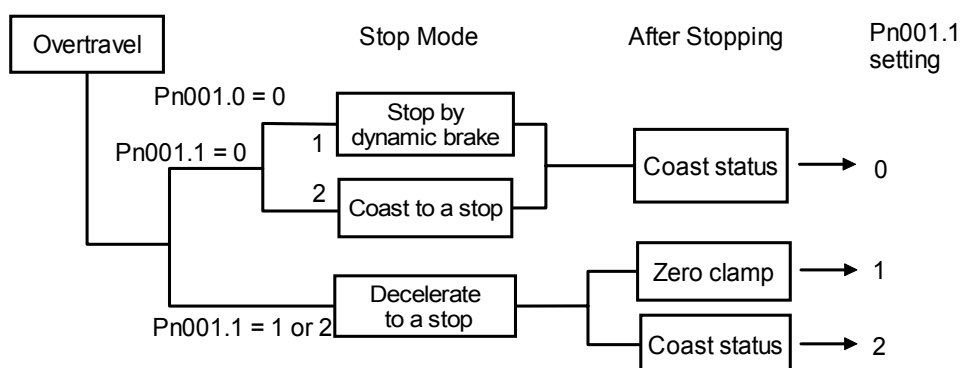 Overtravel
Stop Mode
After Stopping
Pn001.1
setting
Pn001.0 = 0
Stop by
dynamic brake
1
Pn001.1 = 0
Coast status
0
2
Coast to a stop
Zero clamp
1
Decelerate
to a stop
Pn001.1 = 1 or 2
Coast status
2